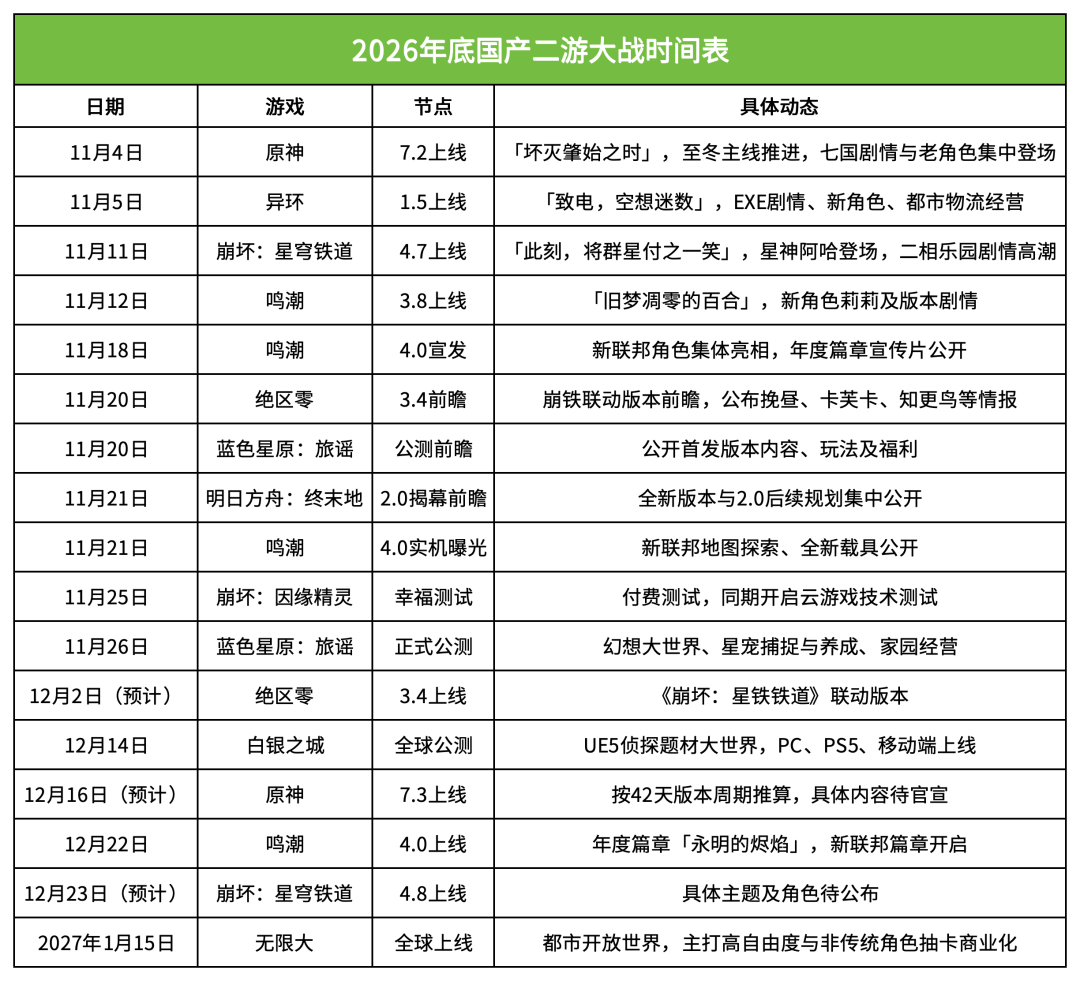 2026年底国产二游大战时间表
日期 游戏 节点 具体动态
11月4日 原神 7.2上线 「坏灭肇始之时」，至冬主线推进，七国剧情与老角色集中登场
11月5日 异环 1.5上线 「致电，空想迷数」，EXE剧情、新角色、都市物流经营
11月11日 崩坏：星穹铁道 4.7上线 「此刻，将群星付之一笑」，星神阿哈登场，二相乐园剧情高潮
11月12日 鸣潮 3.8上线 「旧梦凋零的百合」，新角色莉莉及版本剧情
11月18日 鸣潮 4.0宣发 新联邦角色集体亮相，年度篇章宣传片公开
11月20日 绝区零 3.4前瞻 崩铁联动版本前瞻，公布挽昼、卡芙卡、知更鸟等情报
11月20日 蓝色星原：旅谣 公测前瞻 公开首发版本内容、玩法及福利
11月21日 明日方舟：终末地 2.0揭幕前瞻 全新版本与2.0后续规划集中公开
11月21日 鸣潮 4.0实机曝光 新联邦地图探索、全新载具公开
11月25日 崩坏：因缘精灵 幸福测试 付费测试，同期开启云游戏技术测试
11月26日 蓝色星原：旅谣 正式公测 幻想大世界、星宠捕捉与养成、家园经营
12月2日（预计） 绝区零 3.4上线 《崩坏：星铁铁道》联动版本
12月14日 白银之城 全球公测 UE5侦探题材大世界，PC、PS5、移动端上线
12月16日（预计） 原神 7.3上线 按42天版本周期推算，具体内容待官宣
12月22日 鸣潮 4.0上线 年度篇章「永明的烬焰」，新联邦篇章开启
12月23日（预计） 崩坏：星穹铁道 4.8上线 具体主题及角色待公布
2027年1月15日 无限大 全球上线 都市开放世界，主打高自由度与非传统角色抽卡商业化